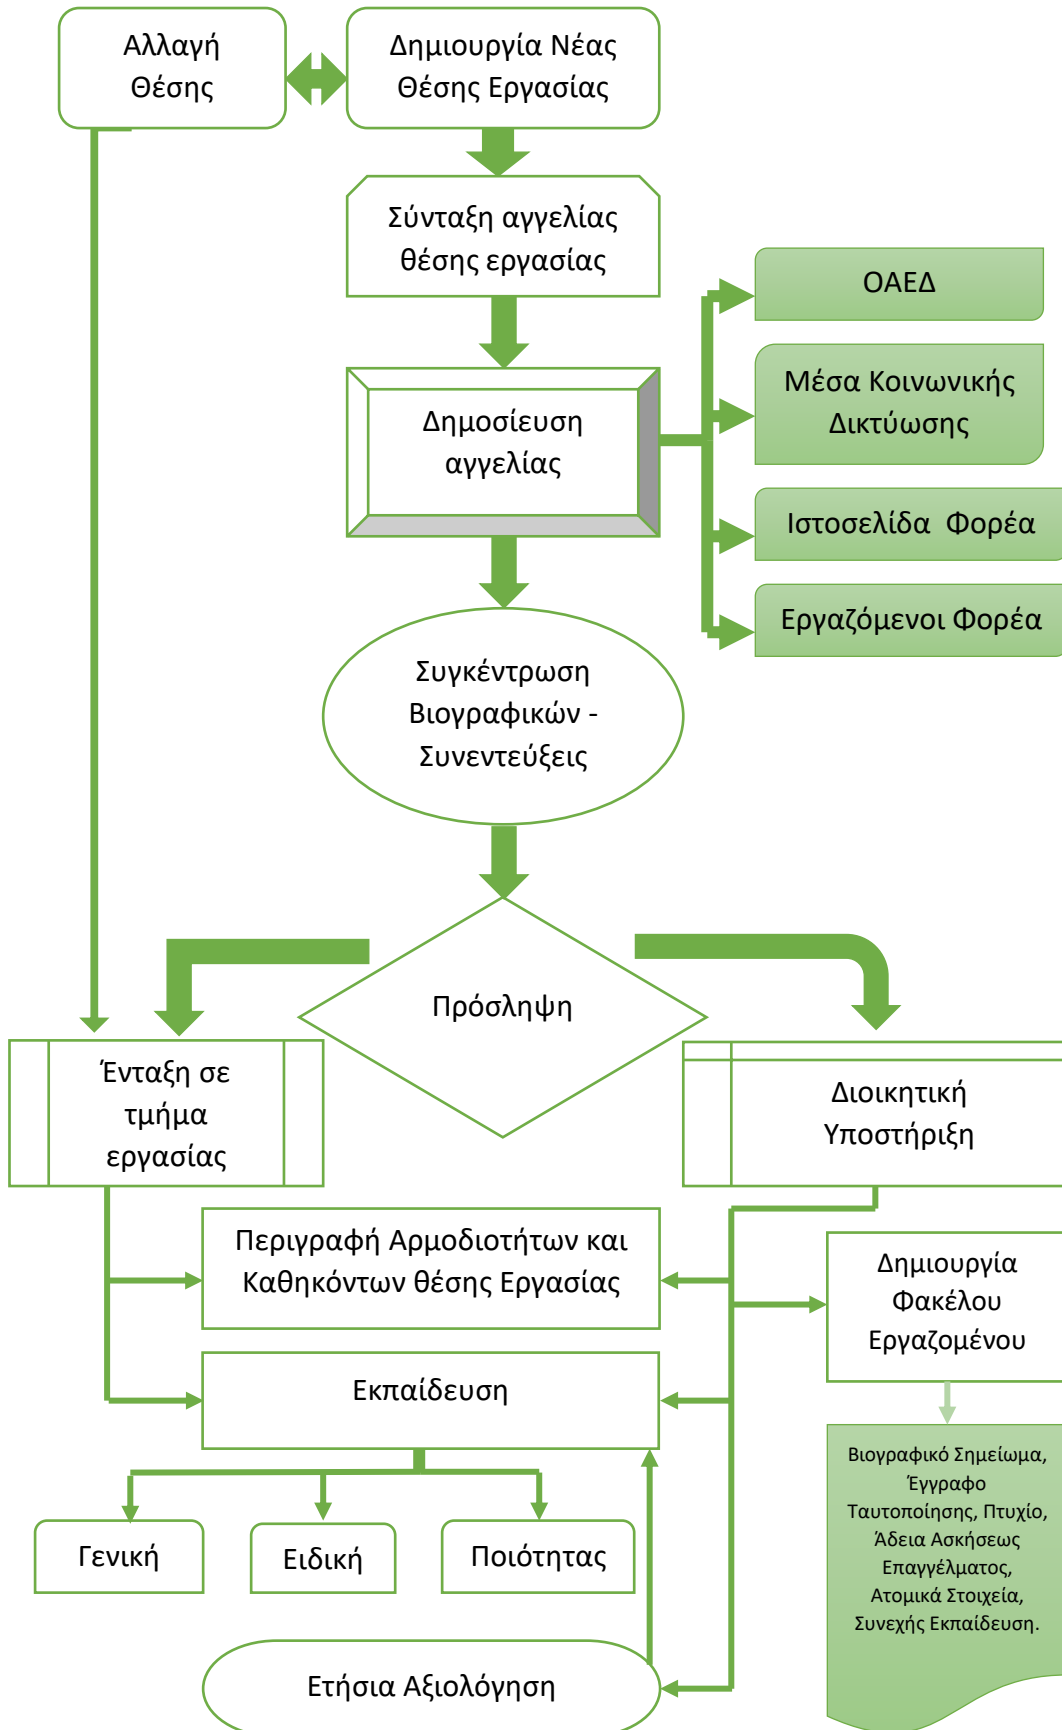 Αλλαγή
Θέσης
Δημιουργία Νέας
Θέσης Εργασίας
Σύνταξη αγγελίας
θέσης εργασίας
ΟΑΕΔ
Μέσα Κοινωνικής
Δικτύωσης
Δημοσίευση
αγγελίας
Ιστοσελίδα Φορέα
Εργαζόμενοι Φορέα
Συγκέντρωση
Βιογραφικών -
Συνεντεύξεις
Πρόσληψη
Ένταξη σε
τμήμα
εργασίας
Διοικητική
Υποστήριξη
Περιγραφή Αρμοδιοτήτων και
Καθηκόντων θέσης Εργασίας
Δημιουργία
Φακέλου
Εργαζομένου
Εκπαίδευση
Βιογραφικό Σημείωμα,
Έγγραφο
Ταυτοποίησης, Πτυχίο,
Άδεια Ασκήσεως
Επαγγέλματος,
Ατομικά Στοιχεία,
Συνεχής Εκπαίδευση.
Γενική
Ειδική
Ποιότητας
Ετήσια Αξιολόγηση